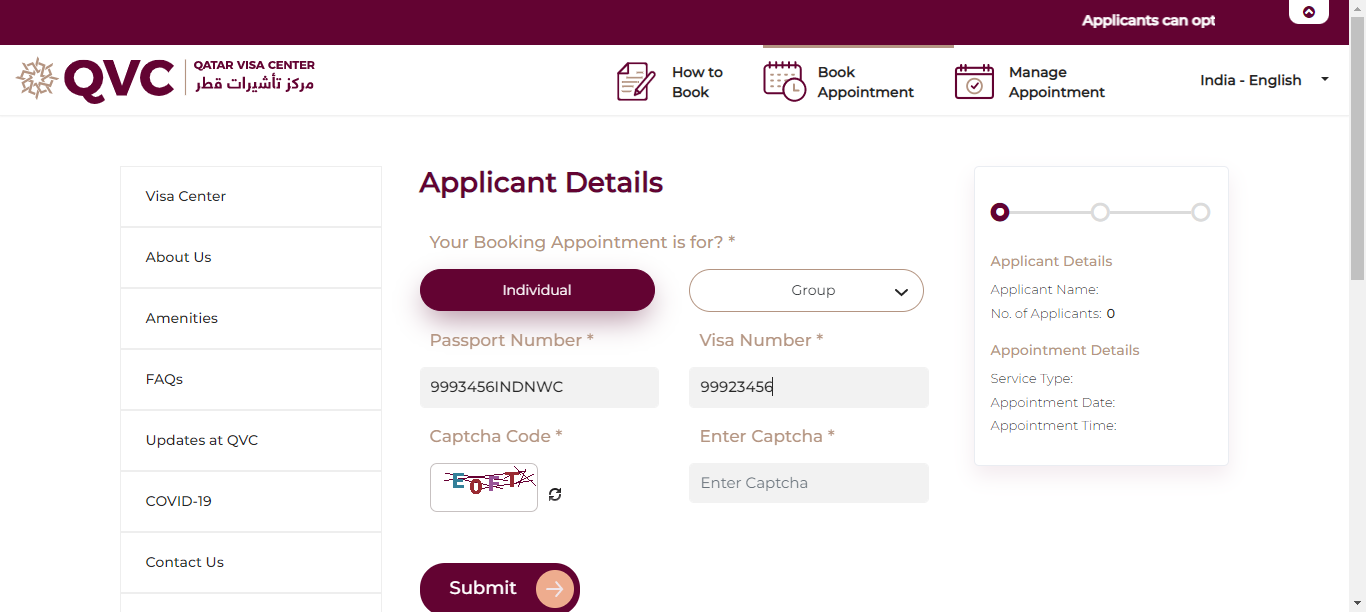 Applicants can opt
QVC
QATAR VISA CENTER
مركز تأشيرات قطر
How to
Book
Book
Appointment
Manage
Appointment
India - English
Visa Center
About Us
Amenities
FAQs
Updates at QVC
COVID-19
Contact Us
Applicant Details
Your Booking Appointment is for? *
Individual
Group
Passport Number *
Visa Number *
9993456INDNWC
99923456
Captcha Code *
Enter Captcha *
E0FT
Enter Captcha
Submit
Applicant Details
Applicant Name:
No. of Applicants: 0
Appointment Details
Service Type:
Appointment Date:
Appointment Time: